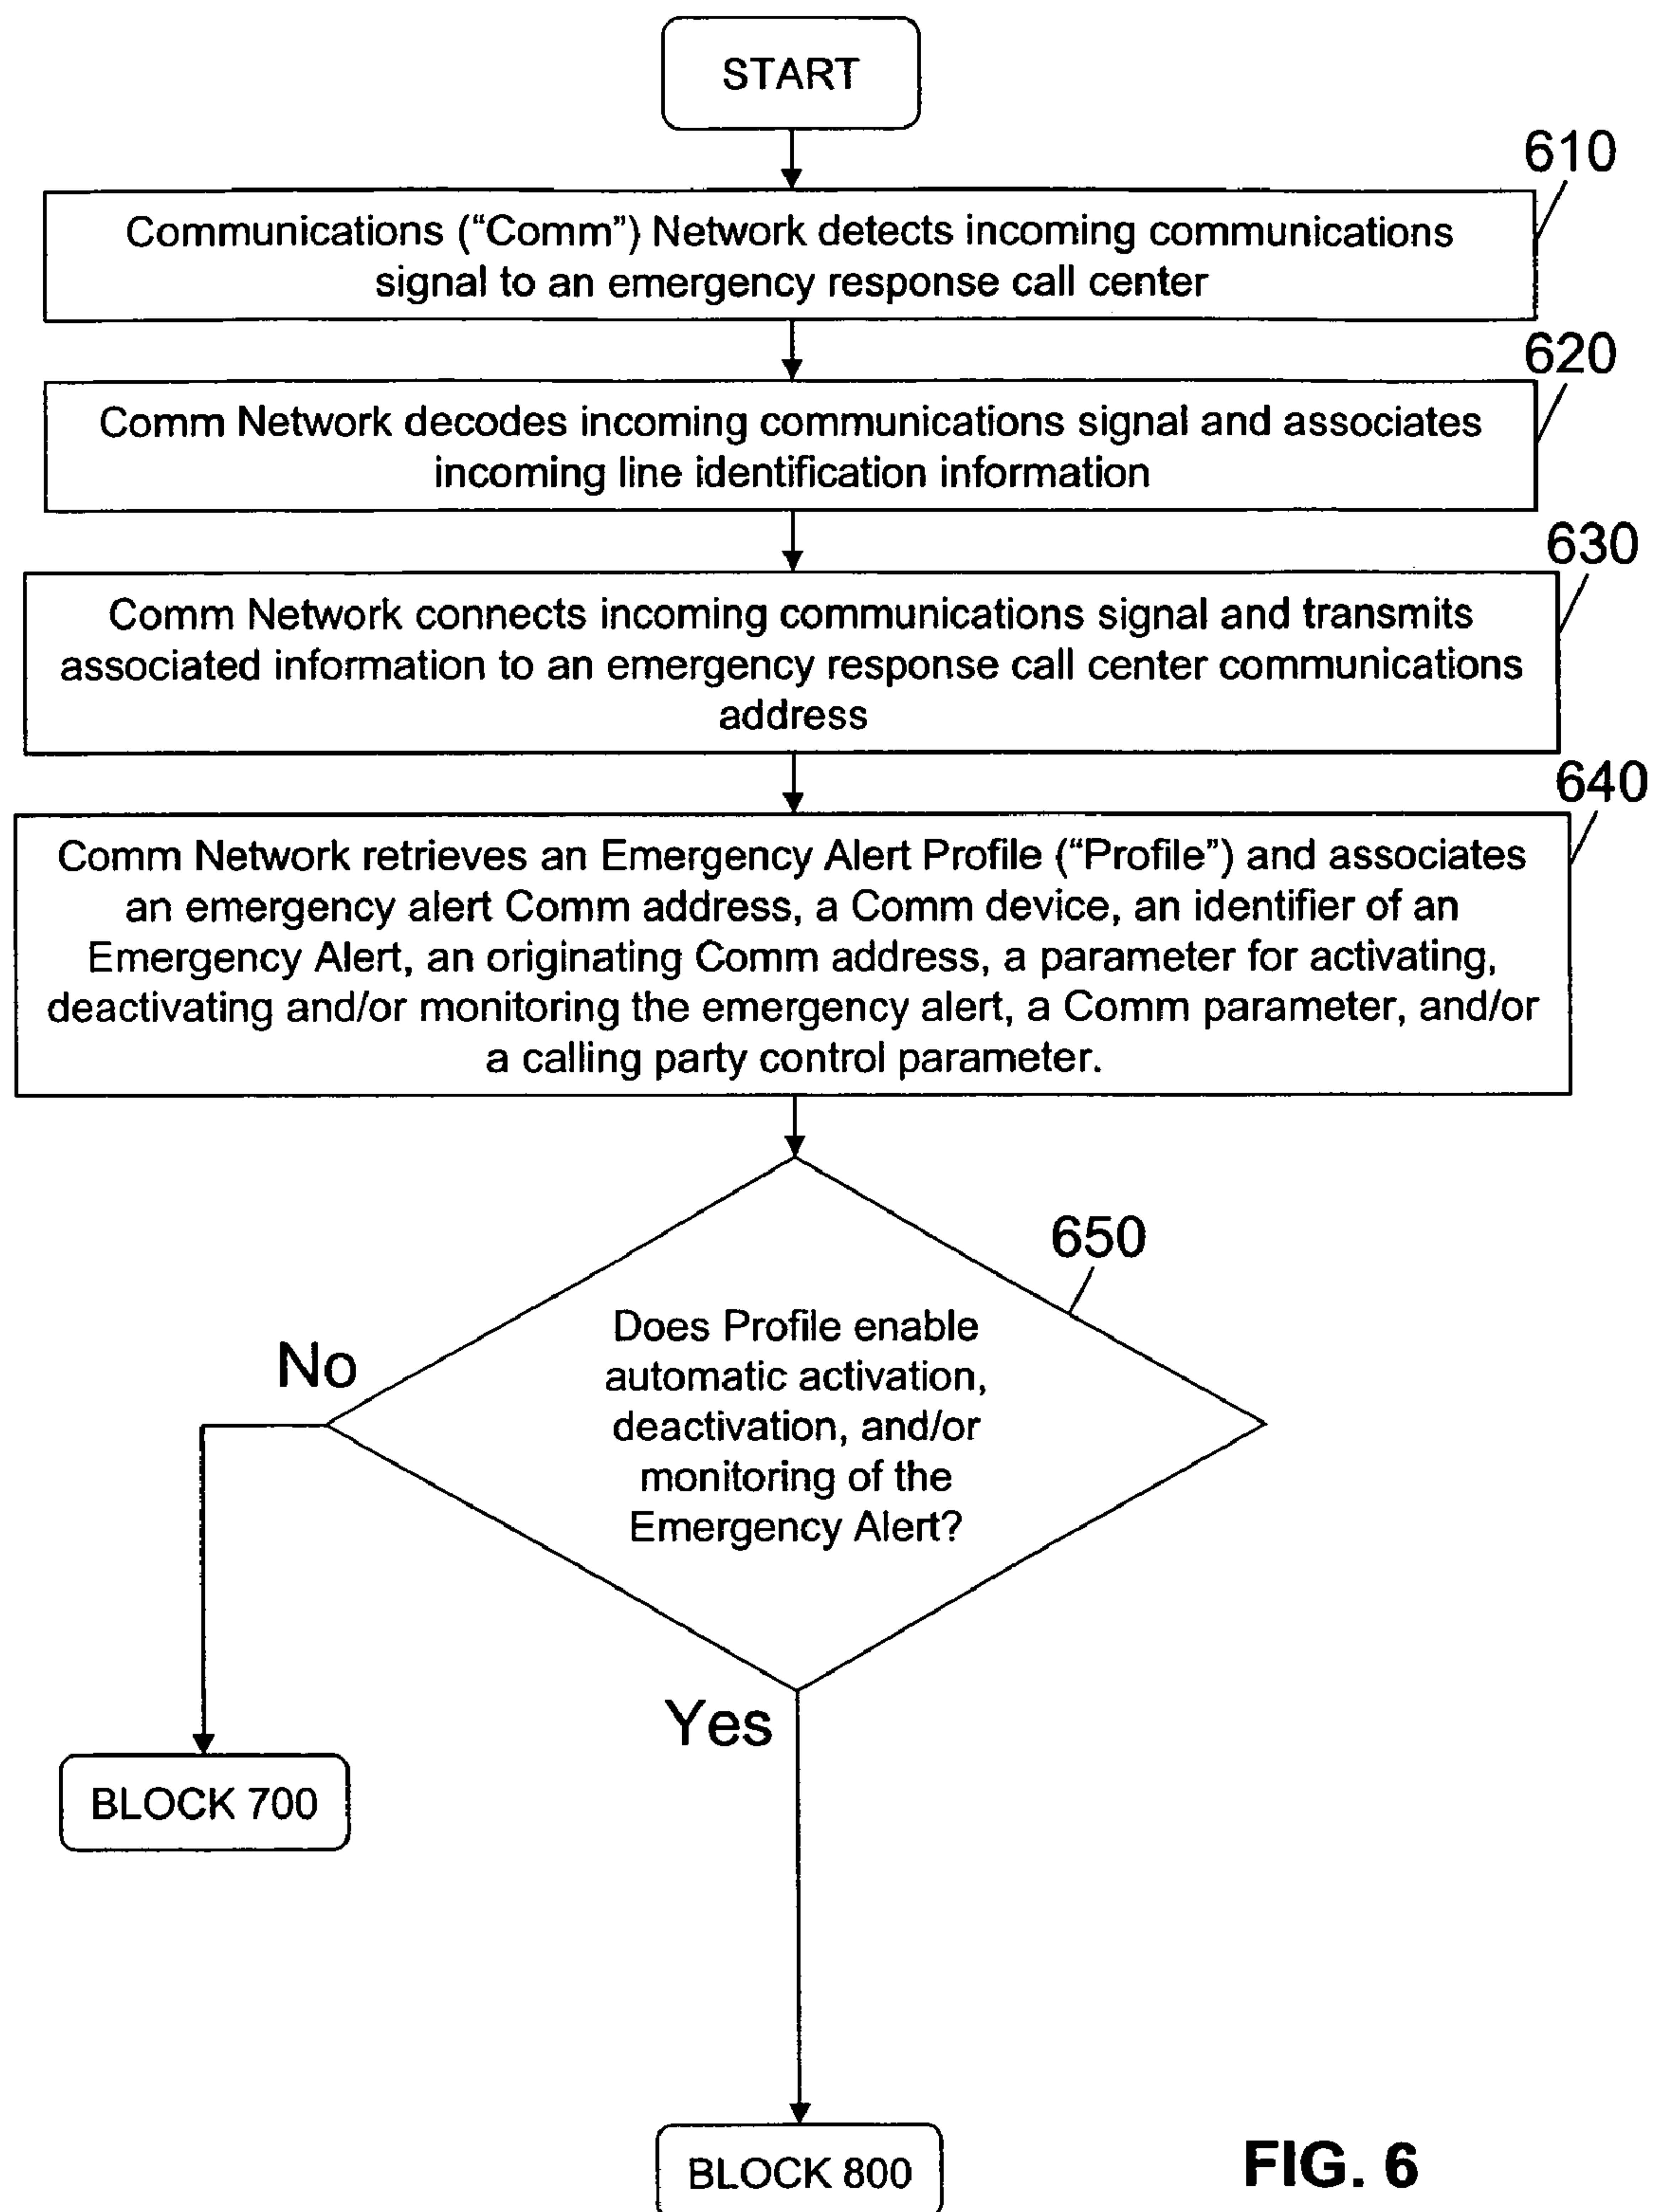 START
610
Communications (“Comm”) Network detects incoming communications
signal to an emergency response call center
620
Comm Network decodes incoming communications signal and associates
incoming line identification information
630
Comm Network connects incoming communications signal and transmits
associated information to an emergency response call center communications
address
640
Comm Network retrieves an Emergency Alert Profile (“Profile”) and associates
an emergency alert Comm address, a Comm device, an identifier of an
Emergency Alert, an originating Comm address, a parameter for activating,
deactivating and/or monitoring the emergency alert, a Comm parameter, and/or
a calling party control parameter.
650
Does Profile enable
automatic activation,
deactivation, and/or
monitoring of the
Emergency Alert?
No
Yes
BLOCK 700
BLOCK 800
FIG. 6